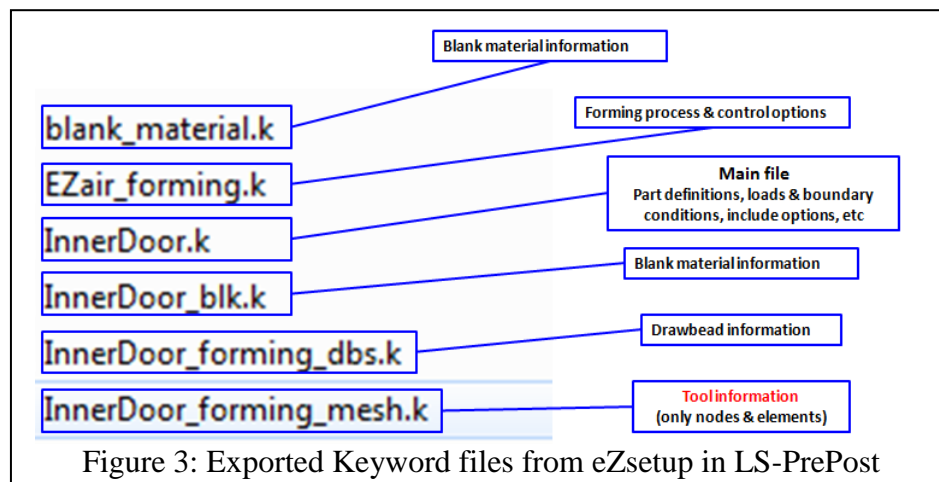 Blank material information
blank_material.k
Forming process & control options
EZair_forming.k
Main file
Part definitions, loads & boundary
conditions, include options, etc
InnerDoor.k
Blank material information
InnerDoor_blk.k
Drawbead information
InnerDoor_forming_dbs.k
Tool information
(only nodes & elements)
InnerDoor_forming_mesh.k
Figure 3: Exported Keyword files from eZsetup in LS-PrePost